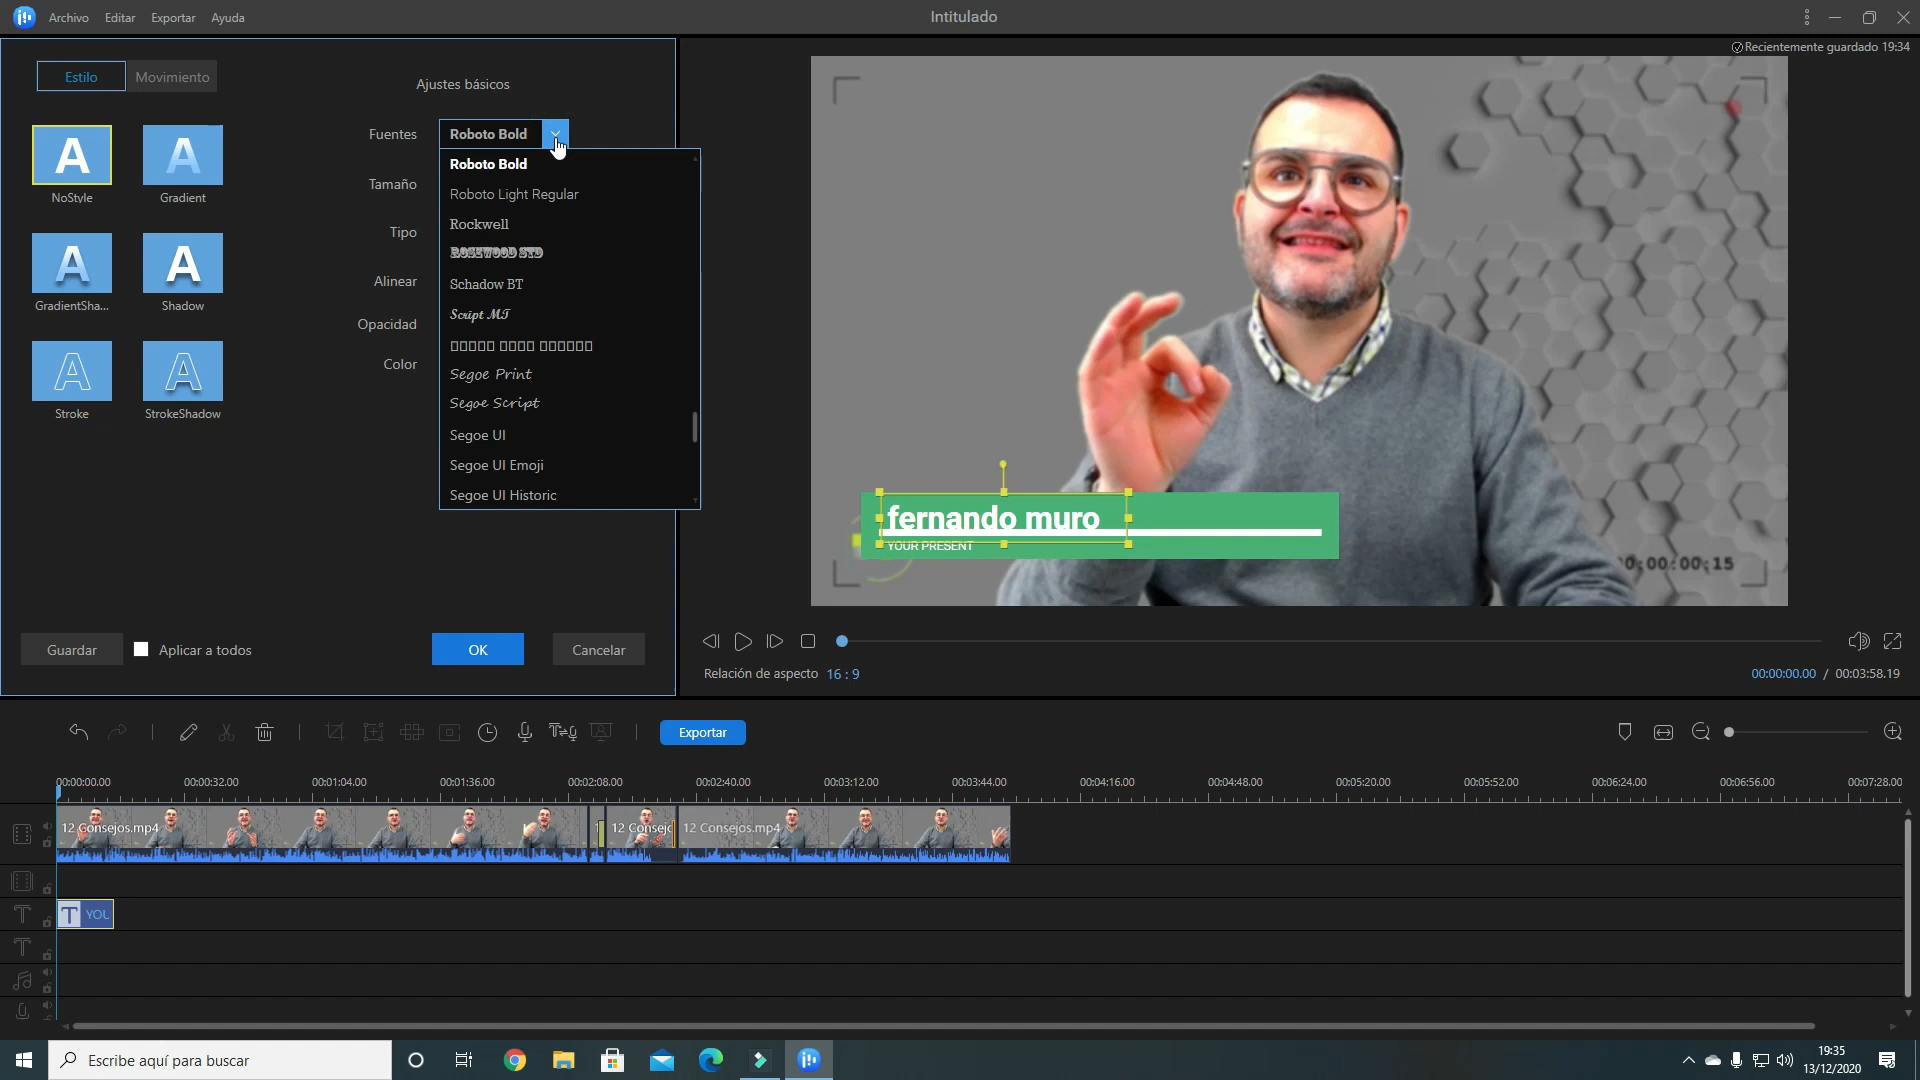 Archivo Editar Exportar Ayuda
Intitulado
Recientemente guardado 19:34
Estilo Movimiento
Ajustes básicos
Fuentes Roboto Bold
Roboto Bold
Roboto Light Regular
Rockwell
ROSEWOOD STD
Schadow BT
Script MT
Segoe Print
Segoe Script
Segoe UI
Segoe UI Emoji
Segoe UI Historic
Tamaño
Tipo
Alinear
Opacidad
Color
A A
NoStyle Gradient
A A
GradientSha... Shadow
A A
Stroke StrokeShadow
Guardar Aplicar a todos OK Cancelar
fernando muro
YOUR PRESENT
0:00:00:15
Relación de aspecto 16 : 9
00:00:00.00 / 00:03:58.19
Exportar
00:00:00.00 00:00:32.00 00:01:04.00 00:01:36.00 00:02:08.00 00:02:40.00 00:03:12.00 00:03:44.00 00:04:16.00 00:04:48.00 00:05:20.00 00:05:52.00 00:06:24.00 00:06:56.00 00:07:28.00
12 Consejos.mp4 1 12 Consejc 12 Consejos.mp4
T YOU
Escribe aquí para buscar
19:35
13/12/2020